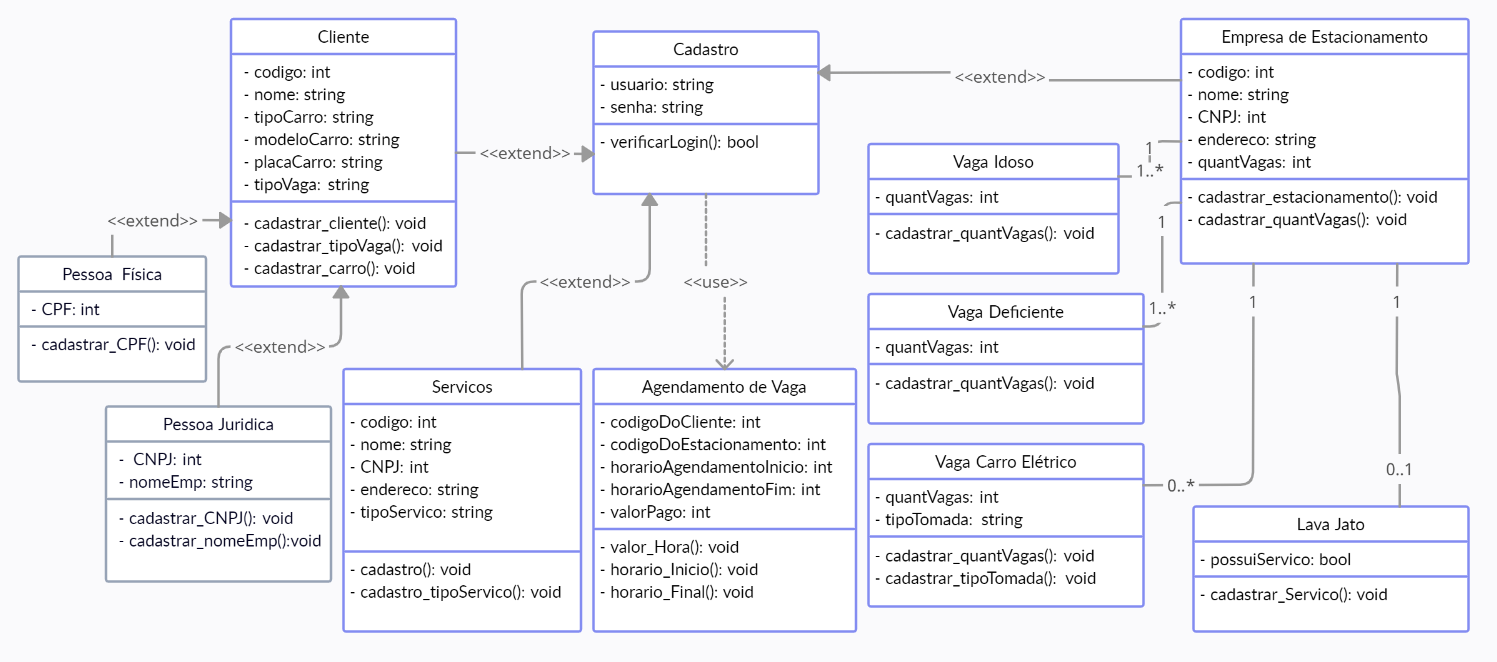 Cliente
- codigo: int
- nome: string
- tipoCarro: string
- modeloCarro: string
- placaCarro: string
- tipoVaga: string
- cadastrar_cliente(): void
- cadastrar_tipoVaga(): void
- cadastrar_carro(): void
<<extend>>
Cadastro
- usuario: string
- senha: string
- verificarLogin(): bool
<<extend>>
Empresa de Estacionamento
- codigo: int
- nome: string
- CNPJ: int
- endereco: string
- quantVagas: int
- cadastrar_estacionamento(): void
- cadastrar_quantVagas(): void
<<extend>>
Pessoa Física
- CPF: int
- cadastrar_CPF(): void
<<extend>>
Pessoa Juridica
- CNPJ: int
- nomeEmp: string
- cadastrar_CNPJ(): void
- cadastrar_nomeEmp():void
<<extend>>
Servicos
- codigo: int
- nome: string
- CNPJ: int
- endereco: string
- tipoServico: string
- cadastro(): void
- cadastro_tipoServico(): void
<<use>>
Agendamento de Vaga
- codigoDoCliente: int
- codigoDoEstacionamento: int
- horarioAgendamentoInicio: int
- horarioAgendamentoFim: int
- valorPago: int
- valor_Hora(): void
- horario_Inicio(): void
- horario_Final(): void
Vaga Idoso
- quantVagas: int
- cadastrar_quantVagas(): void
1
1..*
Vaga Deficiente
- quantVagas: int
- cadastrar_quantVagas(): void
1
1..*
Vaga Carro Elétrico
- quantVagas: int
- tipoTomada: string
- cadastrar_quantVagas(): void
- cadastrar_tipoTomada(): void
1
0..*
1
0..1
Lava Jato
- possuiServico: bool
- cadastrar_Servico(): void